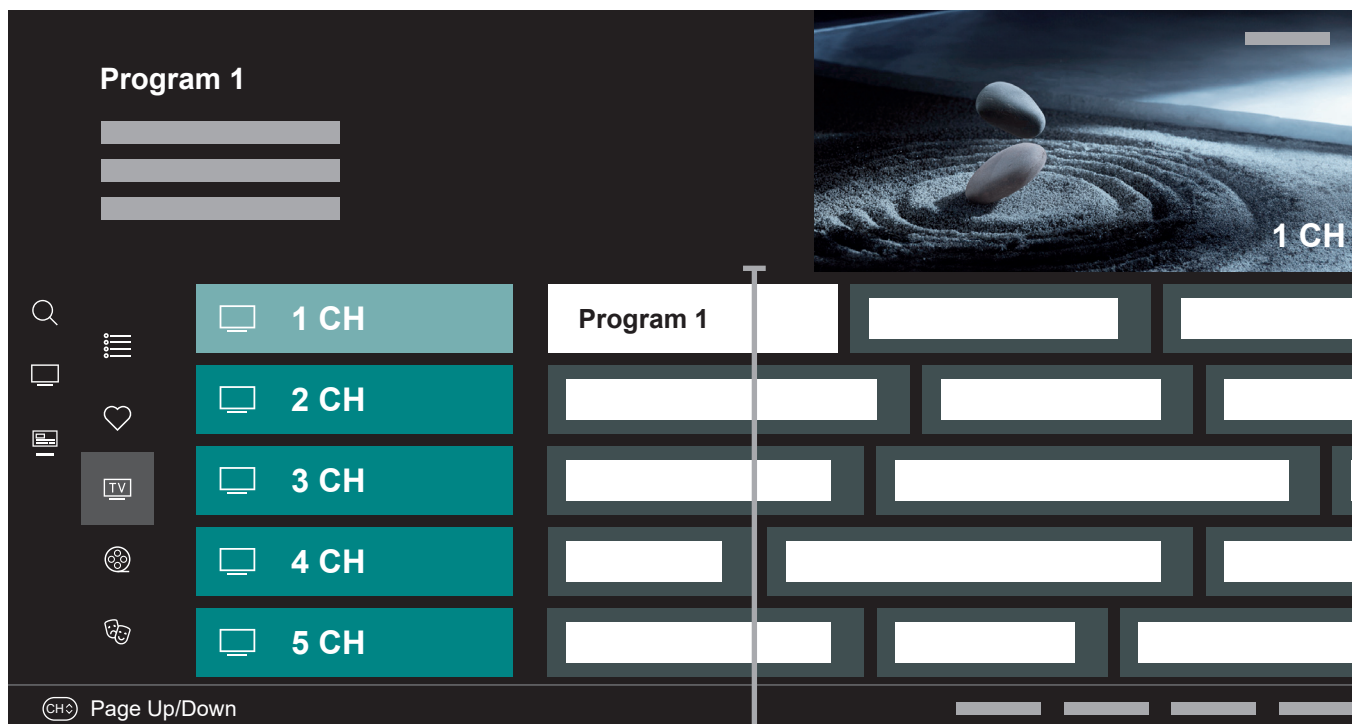 Program 1
1 CH
1 CH
Program 1
2 CH
TV
3 CH
4 CH
5 CH
CH Page Up/Down